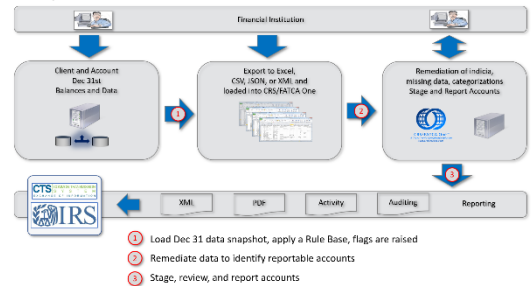 Financial Institution
Client and Account
Dec 31st
Balances and Data
Export to Excel,
CSV, JSON, or XML and
loaded into CRS/FATCA One
Remediation of indicia,
missing data, categorizations
Stage and Report Accounts
1
2
3
CTS
IRS
XML
PDF
Activity
Auditing
Reporting
1 Load Dec 31 data snapshot, apply a Rule Base, flags are raised
2 Remediate data to identify reportable accounts
3 Stage, review, and report accounts